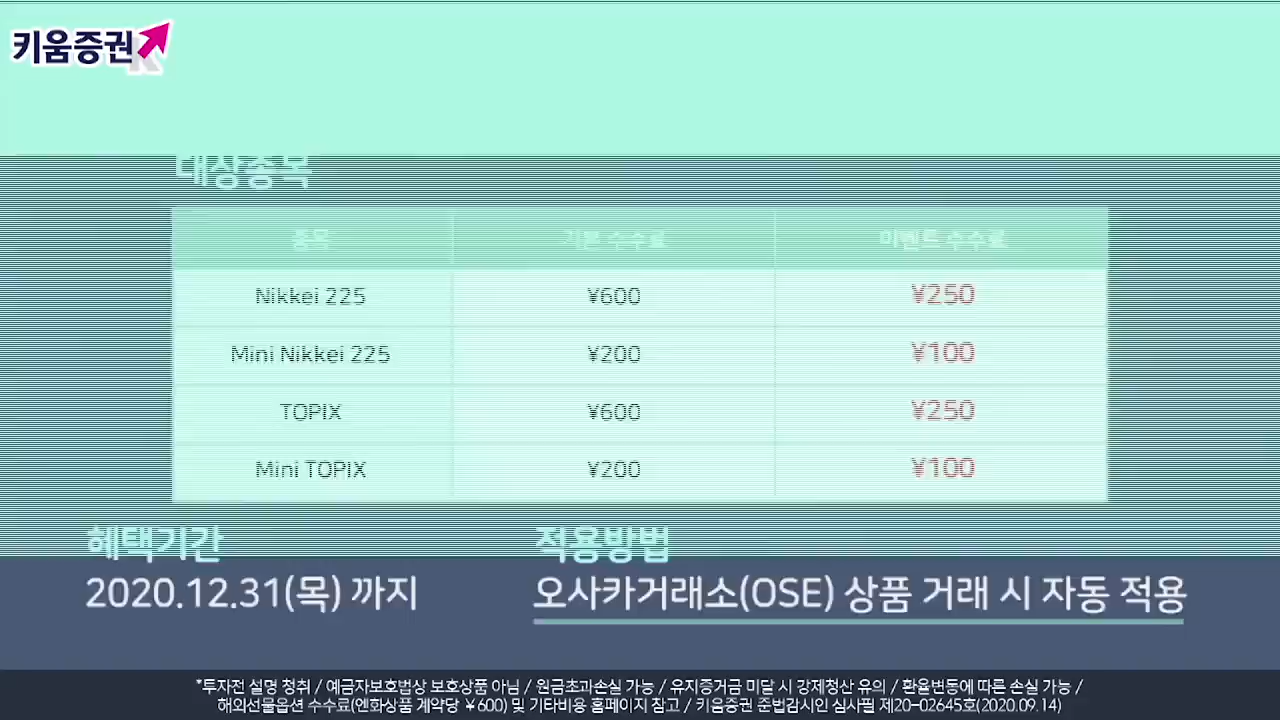 키움증권
대상종목
종목 기본 수수료 이벤트 수수료
Nikkei 225 ¥600 ¥250
Mini Nikkei 225 ¥200 ¥100
TOPIX ¥600 ¥250
Mini TOPIX ¥200 ¥100
혜택기간 적용방법
2020.12.31(목) 까지 오사카거래소(OSE) 상품 거래 시 자동 적용
*투자전 설명 청취 / 예금자보호법상 보호상품 아님 / 원금초과손실 가능 / 유지증거금 미달 시 강제청산 유의 / 환율변동에 따른 손실 가능 /
해외선물옵션 수수료(엔화상품 계약당 ￥600) 및 기타비용 홈페이지 참고 / 키움증권 준법감시인 심사필 제20-02645호(2020.09.14)